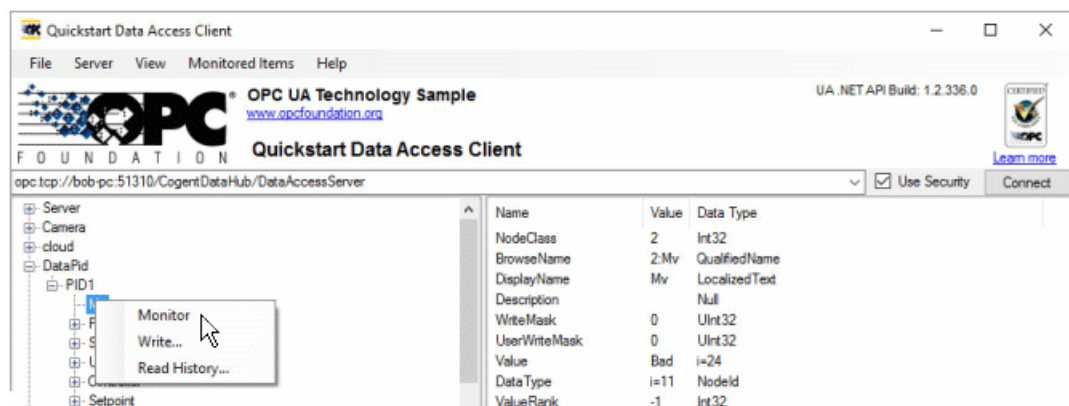 Quickstart Data Access Client
File Server View Monitored Items Help
OPC
FOUNDATION
OPC UA Technology Sample
www.opcfoundation.org
Quickstart Data Access Client
UA .NET API Build: 1.2.336.0
CERTIFIED
OPC
Learn more
opc.tcp://bob-pc:51310/CogentDataHub/DataAccessServer
Use Security
Connect
Server
Camera
cloud
DataPid
PID1
Monitor
Write...
Read History...
Setpoint
Name Value Data Type
NodeClass 2 Int32
BrowseName 2:Mv QualifiedName
DisplayName Mv LocalizedText
Description Null
WriteMask 0 UInt32
UserWriteMask 0 UInt32
Value Bad i=24
DataType i=11 NodeId
ValueRank -1 Int32